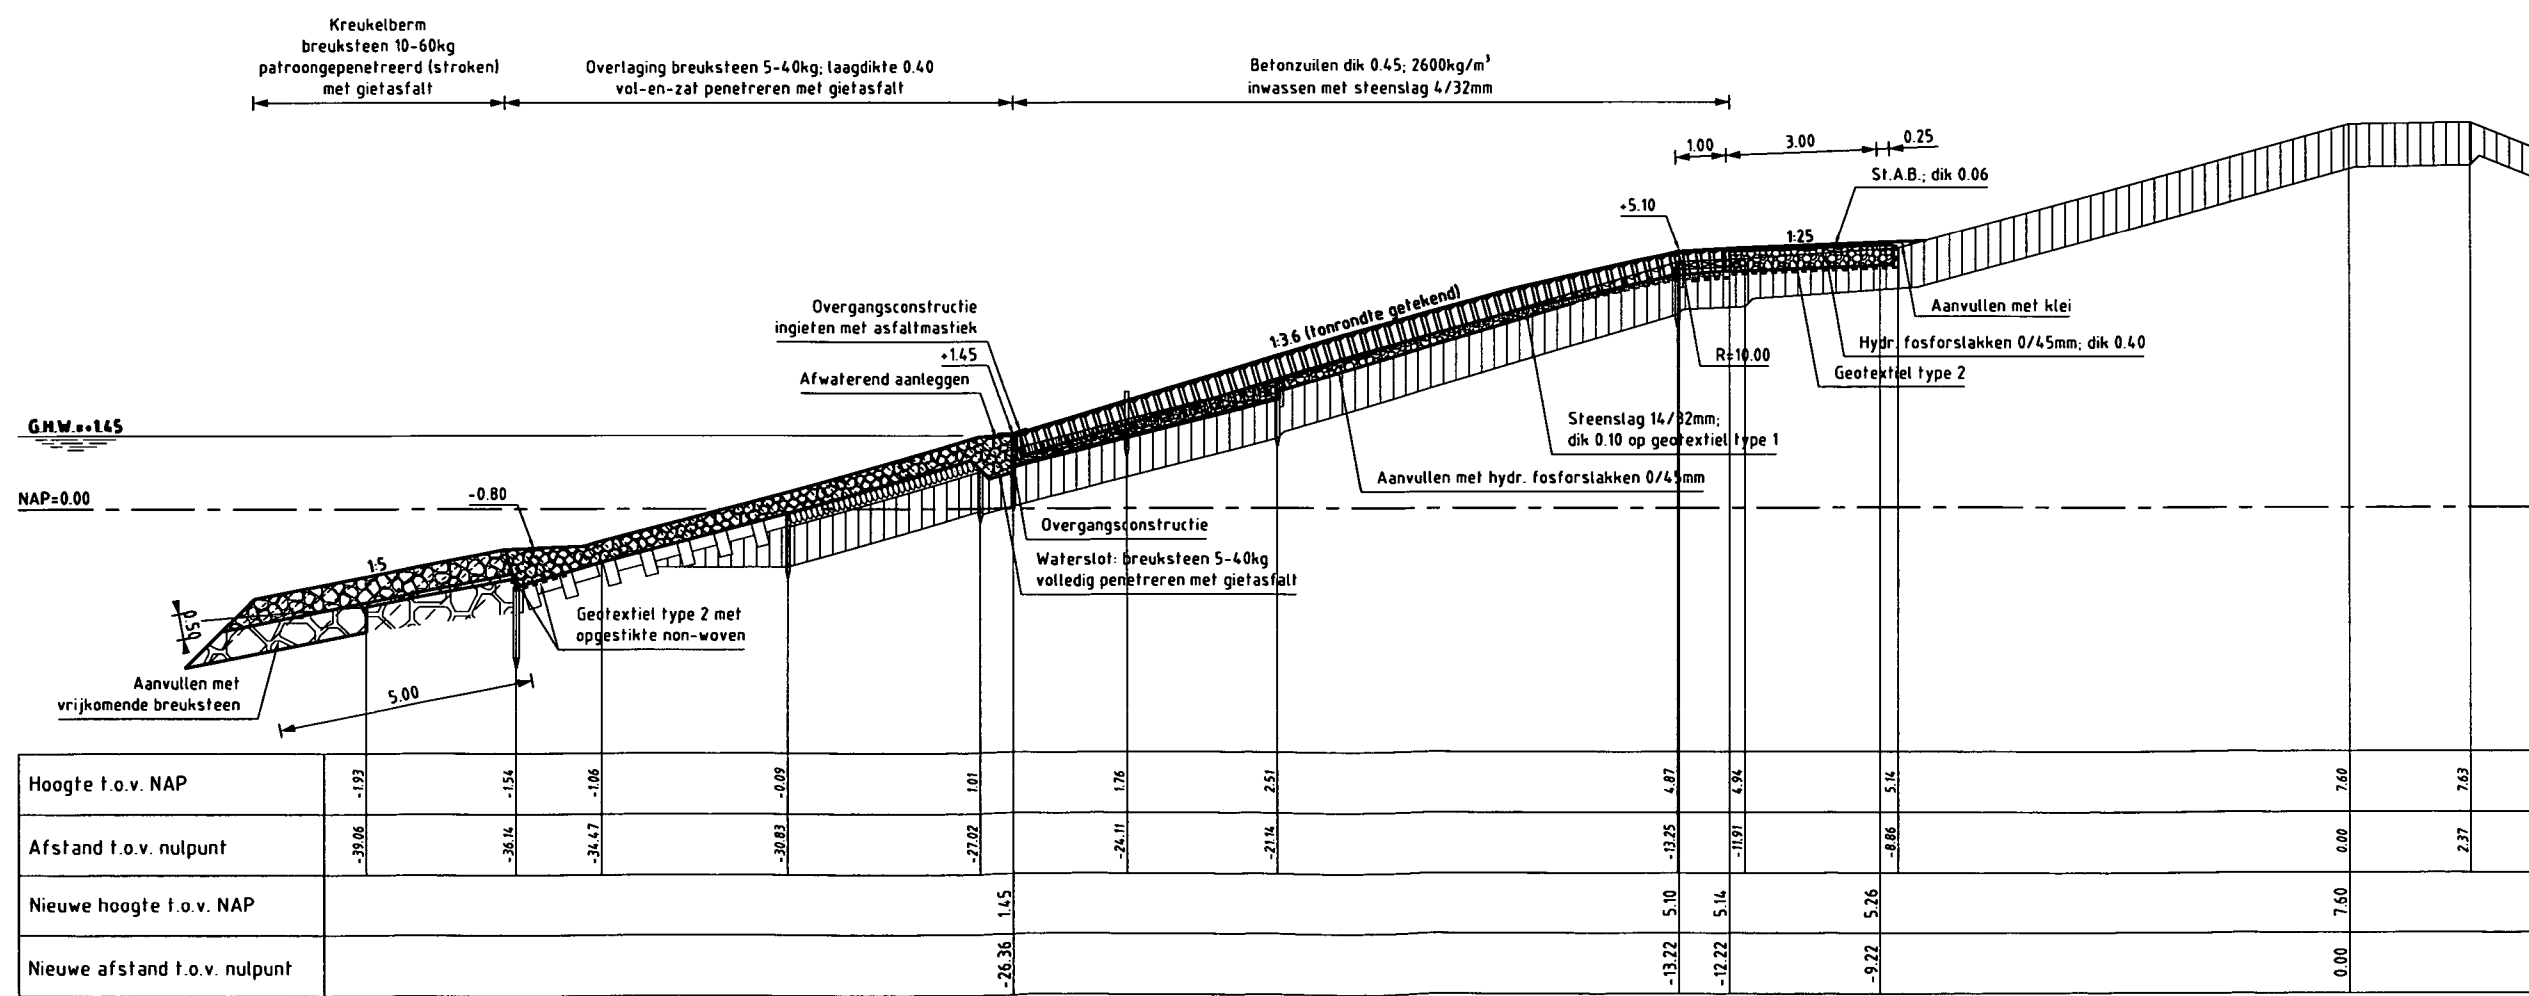 Kreukelberm
breuksteen 10-60kg
patroongepenetreerd (stroken)
met gietasfalt
Overlaging breuksteen 5-40kg; laagdikte 0.40
vol-en-zat penetreren met gietasfalt
Betonzuilen dik 0.45; 2600kg/m³
inwassen met steenslag 4/32mm
1.00
3.00
0.25
St.A.B.; dik 0.06
+5.10
1:25
Overgangsconstructie
ingieten met asfaltmastiek
+1.45
Afwaterend aanleggen
1:3.6 (tonrondte getekend)
Aanvullen met klei
Hydr. fosforslakken 0/45mm; dik 0.40
R=10.00
Geotextiel type 2
Steenslag 14/32mm;
dik 0.10 op geotextiel type 1
Aanvullen met hydr. fosforslakken 0/45mm
G.H.W.=+1.45
NAP=0.00
-0.80
Overgangsconstructie
Waterslot: breuksteen 5-40kg
volledig penetreren met gietasfalt
1:5
0.50
Geotextiel type 2 met
opgestikte non-woven
Aanvullen met
vrijkomende breuksteen
5.00
Hoogte t.o.v. NAP -1.93 -1.54 -1.06 -0.09 1.01 1.76 2.51 4.87 4.94 5.14 7.60 7.63
Afstand t.o.v. nulpunt -39.06 -36.14 -34.47 -30.83 -27.02 -24.11 -21.14 -13.25 -11.91 -8.86 0.00 2.37
Nieuwe hoogte t.o.v. NAP 1.45 5.10 5.14 5.26 7.60
Nieuwe afstand t.o.v. nulpunt -26.36 -13.22 -12.22 -9.22 0.00